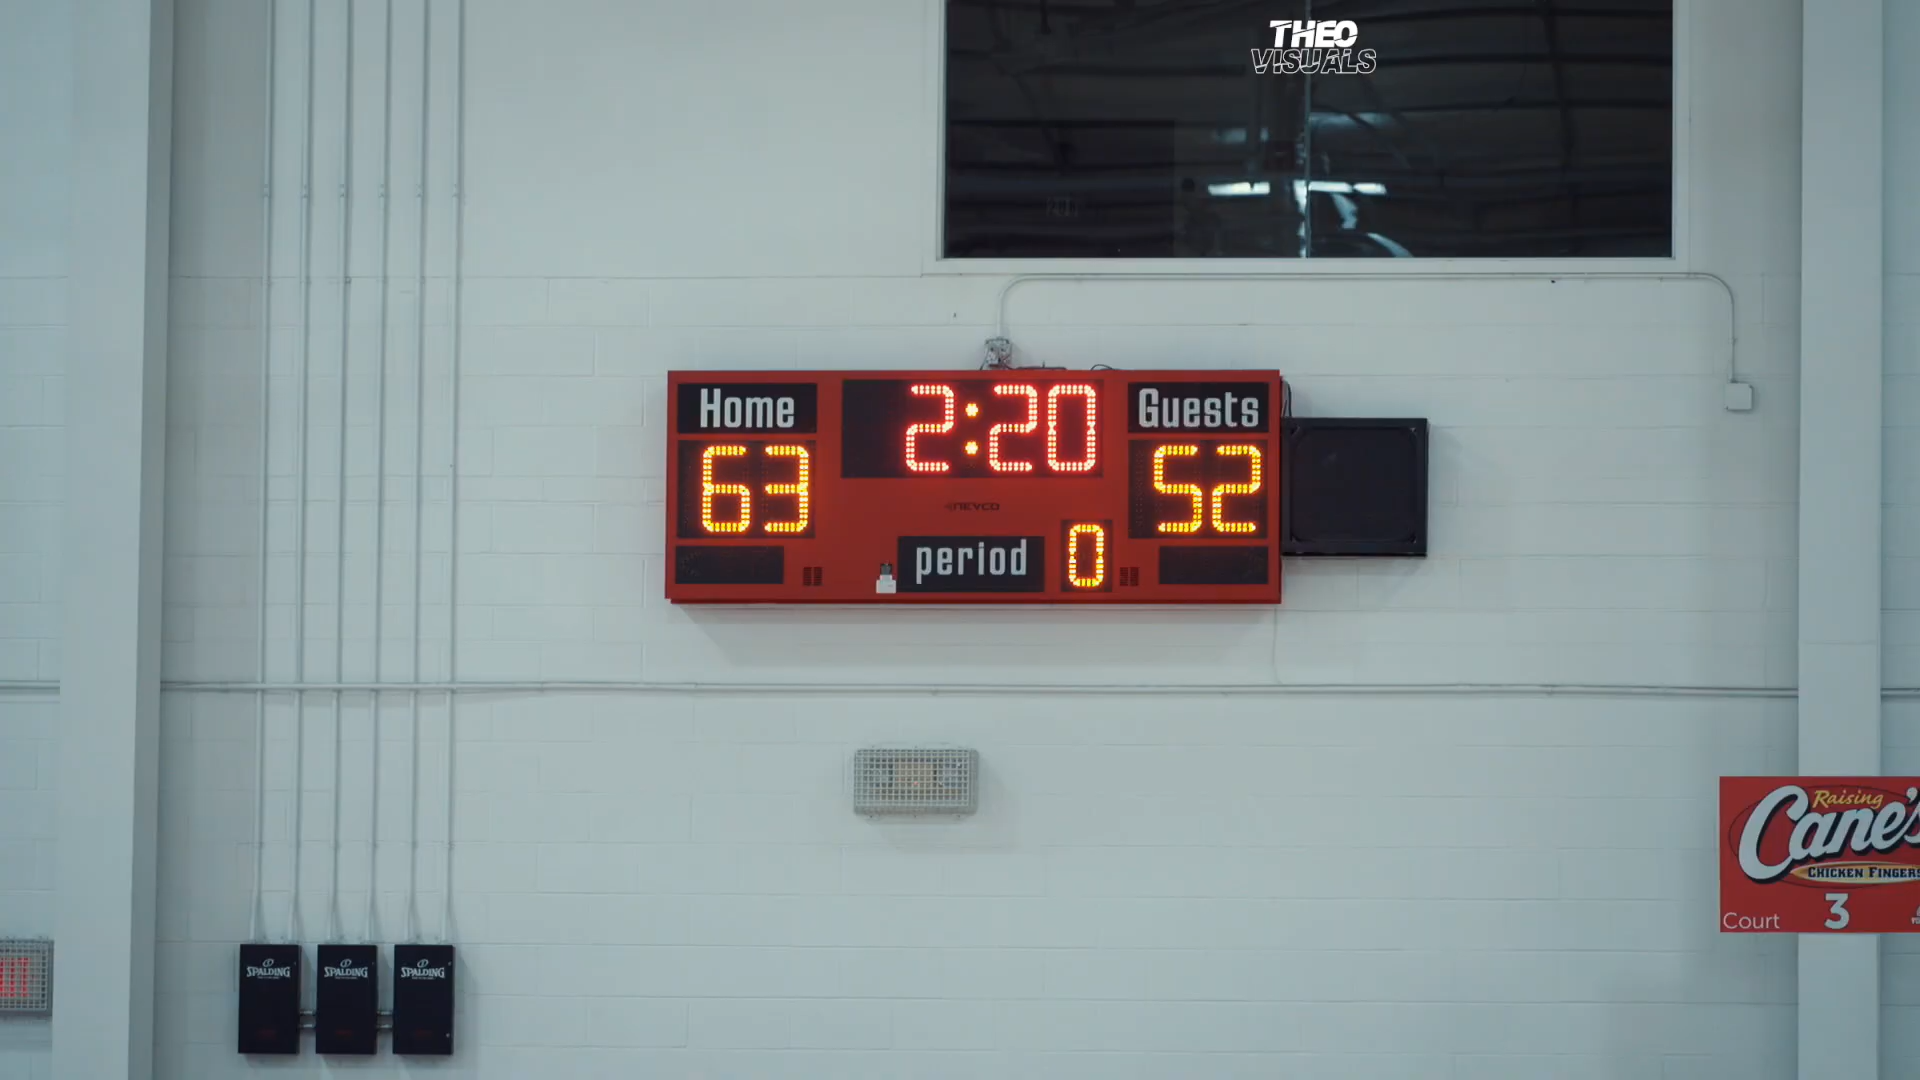 THEO
VISUALS
Home
2:20
Guests
63
52
NEVCO
period
0
Raising
Cane's
CHICKEN FINGERS
Court 3
SPALDING
SPALDING
SPALDING